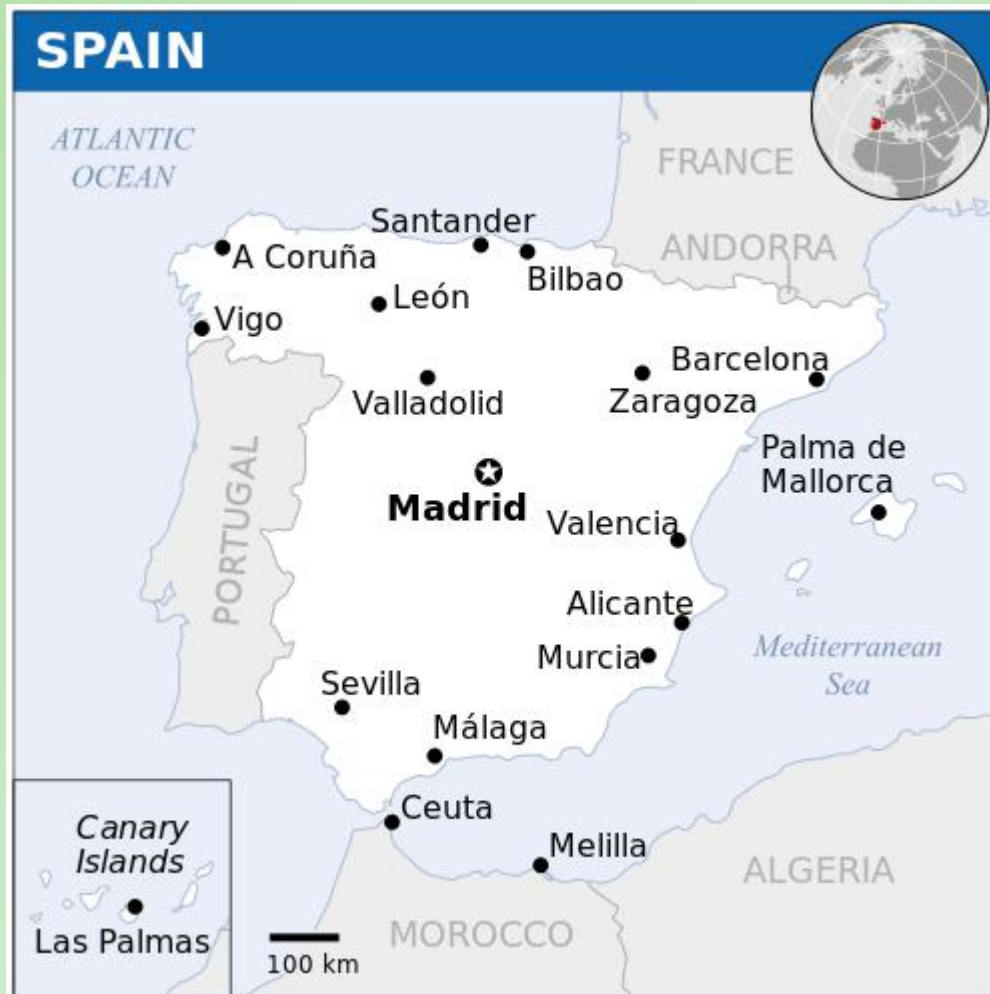 SPAIN
ATLANTIC
OCEAN
FRANCE
ANDORRA
Santander
A Coruña
Bilbao
León
Vigo
Barcelona
Valladolid
Zaragoza
Palma de
Mallorca
PORTUGAL
Madrid
Valencia
Alicante
Murcia
Mediterranean
Sea
Sevilla
Málaga
Ceuta
Canary
Islands
Melilla
ALGERIA
Las Palmas
MOROCCO
100 km